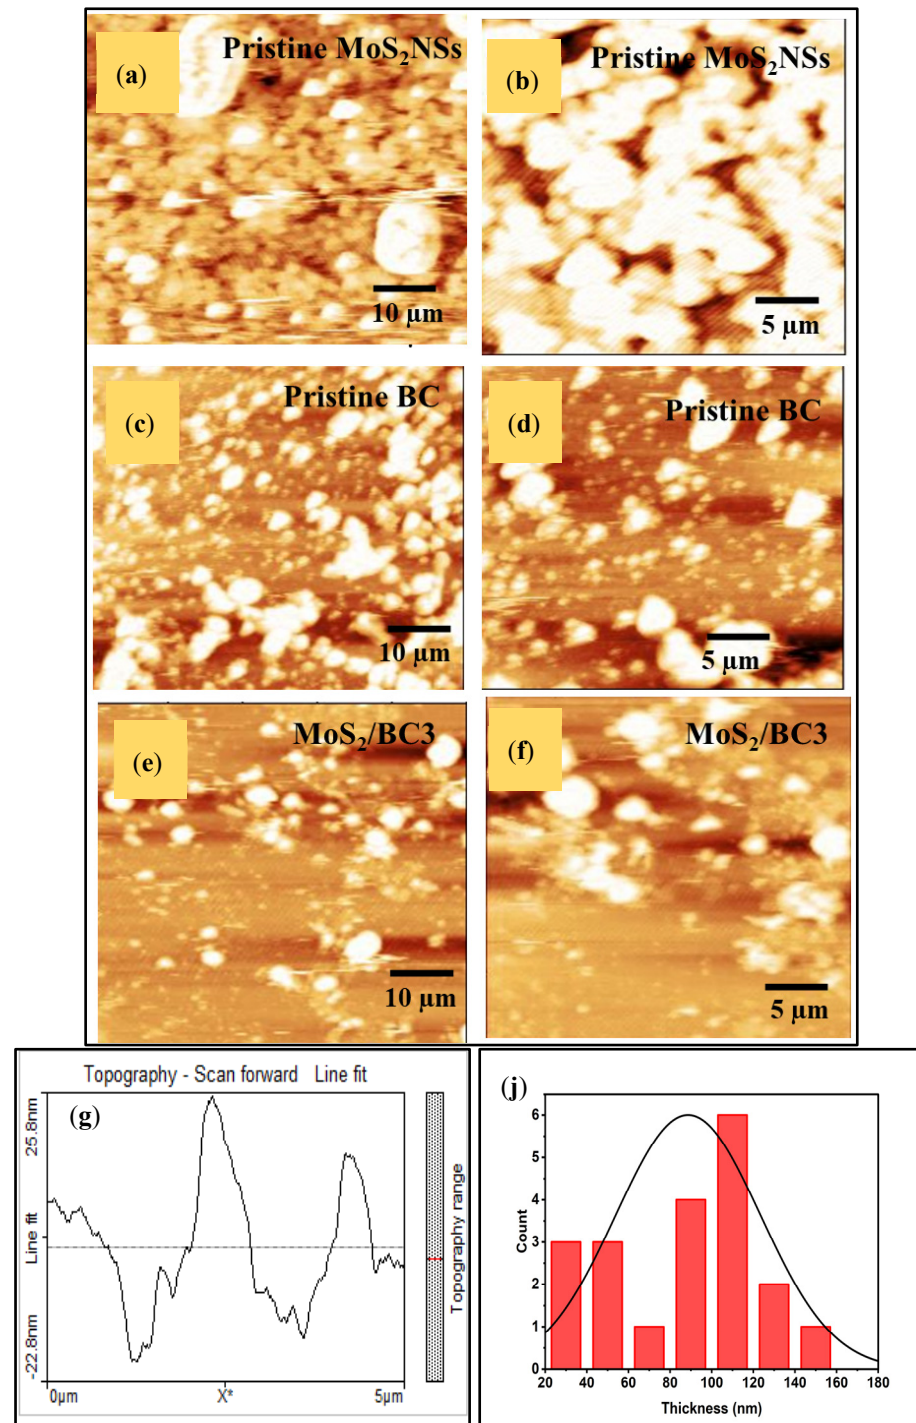 (a)
Pristine MoS₂NSs
10 μm
(b)
Pristine MoS₂NSs
5 μm
(c)
Pristine BC
10 μm
(d)
Pristine BC
5 μm
(e)
MoS₂/BC3
10 μm
(f)
MoS₂/BC3
5 μm
Topography - Scan forward Line fit
(g)
25.8nm
Line fit
-22.8nm
0μm
X*
5μm
Topography range
(j)
Count
6
5
4
3
2
1
0
20 40 60 80 100 120 140 160 180
Thickness (nm)